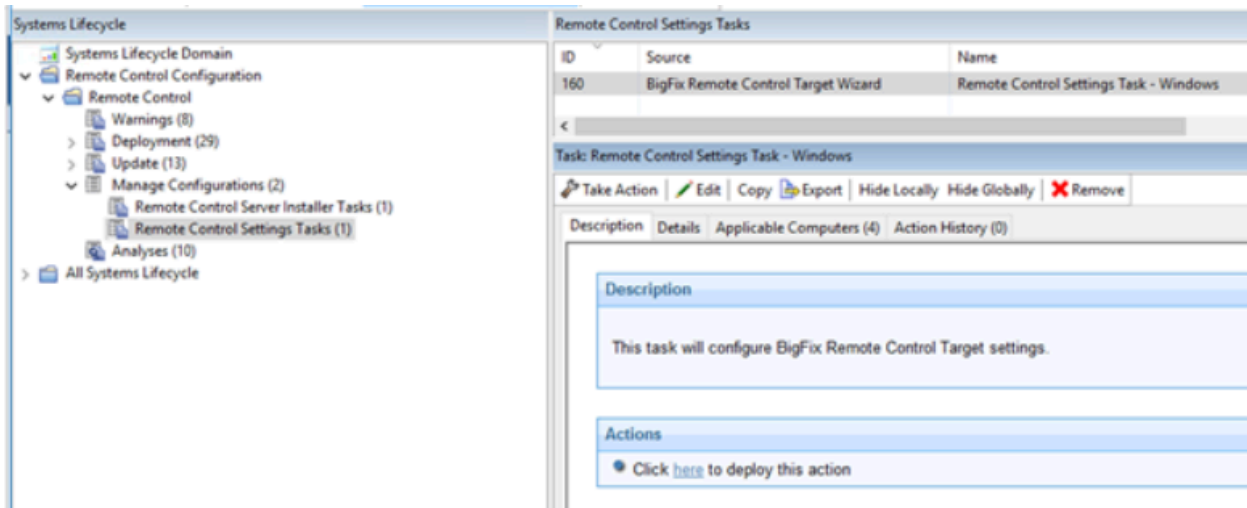 Systems Lifecycle
Systems Lifecycle Domain
Remote Control Configuration
Remote Control
Warnings (8)
Deployment (29)
Update (13)
Manage Configurations (2)
Remote Control Server Installer Tasks (1)
Remote Control Settings Tasks (1)
Analyses (10)
All Systems Lifecycle
Remote Control Settings Tasks
ID Source Name
160 BigFix Remote Control Target Wizard Remote Control Settings Task - Windows
Task: Remote Control Settings Task - Windows
Take Action Edit Copy Export Hide Locally Hide Globally Remove
Description Details Applicable Computers (4) Action History (0)
Description
This task will configure BigFix Remote Control Target settings.
Actions
Click here to deploy this action